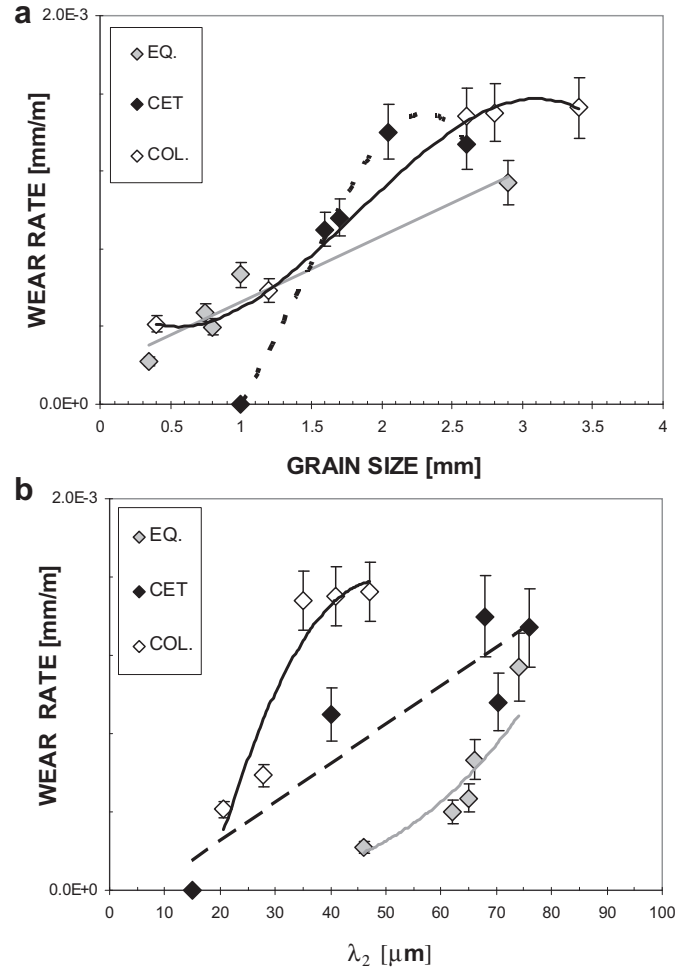 a
2.0E-3
EQ.
CET
COL.
WEAR RATE [mm/m]
0.0E+0
0 0.5 1 1.5 2 2.5 3 3.5 4
GRAIN SIZE [mm]
b
2.0E-3
EQ.
CET
COL.
WEAR RATE [mm/m]
0.0E+0
0 10 20 30 40 50 60 70 80 90 100
λ₂ [μm]